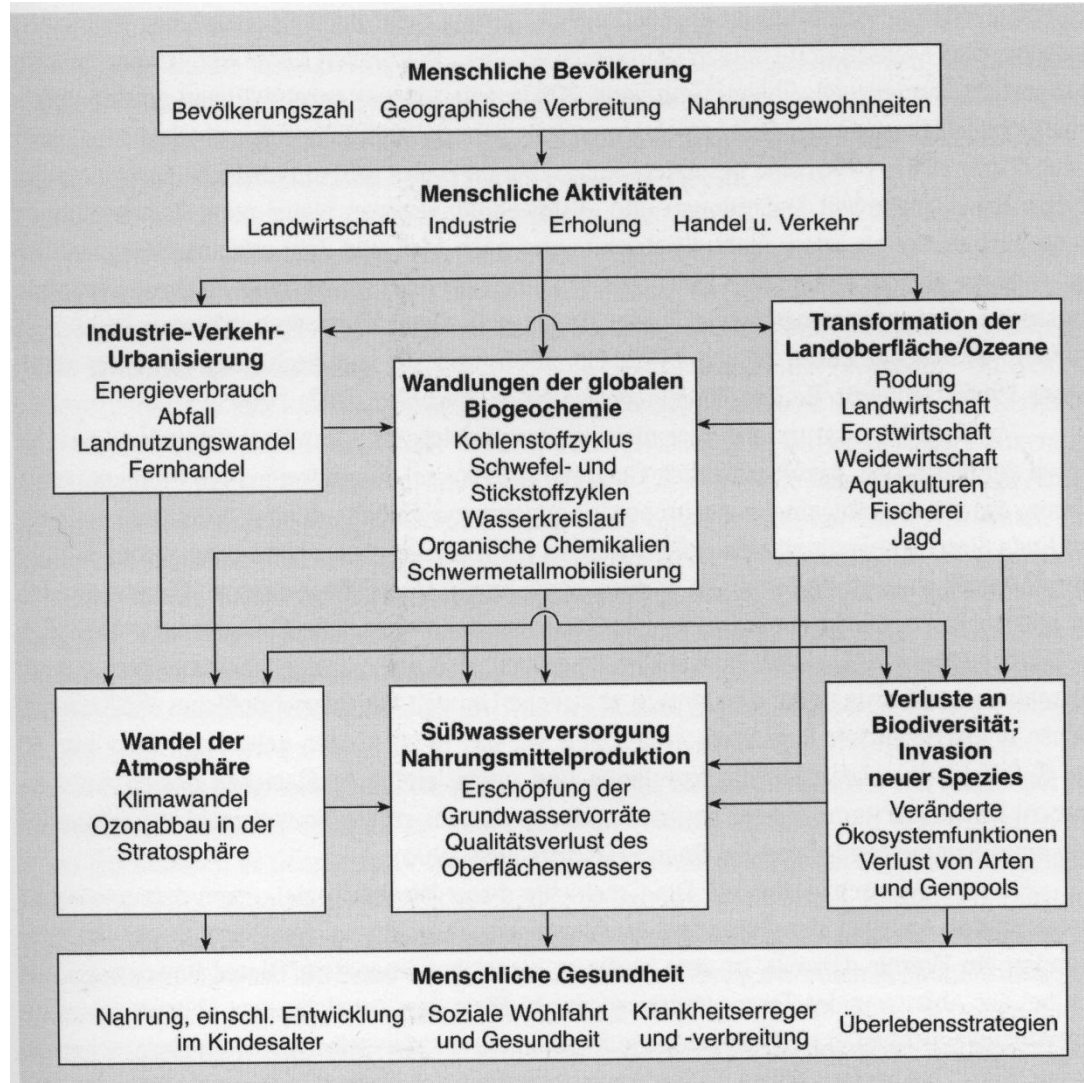 Menschliche Bevölkerung
Bevölkerungszahl Geographische Verbreitung Nahrungsgewohnheiten
Menschliche Aktivitäten
Landwirtschaft Industrie Erholung Handel u. Verkehr
Industrie-Verkehr-
Urbanisierung
Energieverbrauch
Abfall
Landnutzungswandel
Fernhandel
Wandlungen der globalen
Biogeochemie
Kohlenstoffzyklus
Schwefel- und
Stickstoffzyklen
Wasserkreislauf
Organische Chemikalien
Schwermetallmobilisierung
Transformation der
Landoberfläche/Ozeane
Rodung
Landwirtschaft
Forstwirtschaft
Weidewirtschaft
Aquakulturen
Fischerei
Jagd
Wandel der
Atmosphäre
Klimawandel
Ozonabbau in der
Stratosphäre
Süßwasserversorgung
Nahrungsmittelproduktion
Erschöpfung der
Grundwasservorräte
Qualitätsverlust des
Oberflächenwassers
Verluste an
Biodiversität;
Invasion
neuer Spezies
Veränderte
Ökosystemfunktionen
Verlust von Arten
und Genpools
Menschliche Gesundheit
Nahrung, einschl. Entwicklung
im Kindesalter
Soziale Wohlfahrt
und Gesundheit
Krankheitserreger
und -verbreitung
Überlebensstrategien